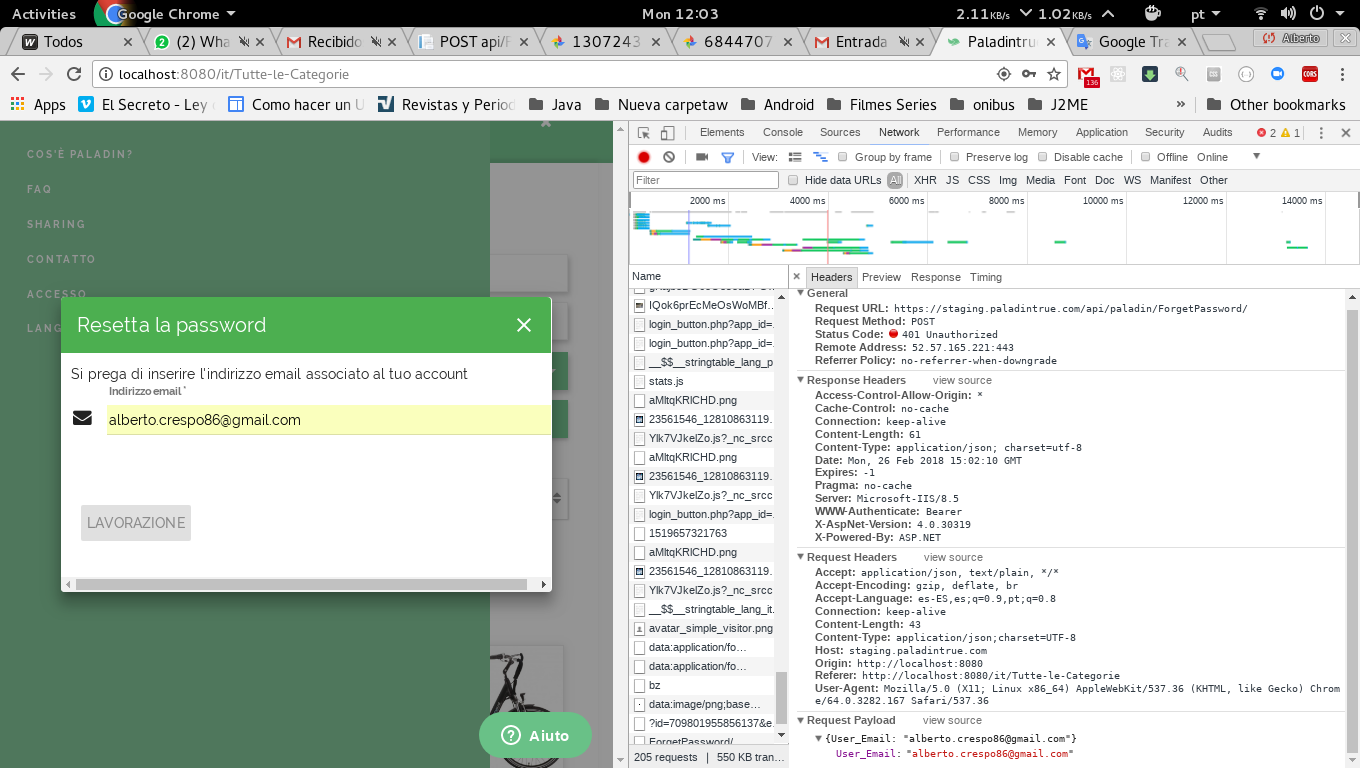 Activities Google Chrome Mon 12:03 2.11KB/s 1.02KB/s pt
Todos (2) Wha Recibido POST api/F 1307243 6844707 Entrada Paladintrue Google Tra Alberto
localhost:8080/it/Tutte-le-Categorie 136 CORS
Apps El Secreto - Ley Como hacer un U Revistas y Period Java Nueva carpetaw Android Filmes Series onibus J2ME » Other bookmarks
COS'È PALADIN?
FAQ
SHARING
CONTATTO
ACCESSO
LANG
Resetta la password
Si prega di inserire l'indirizzo email associato al tuo account
Indirizzo email *
alberto.crespo86@gmail.com
LAVORAZIONE
Aiuto
Elements Console Sources Network Performance Memory Application Security Audits 2 1
View: Group by frame Preserve log Disable cache Offline Online
Filter Hide data URLs All XHR JS CSS Img Media Font Doc WS Manifest Other
2000 ms 4000 ms 6000 ms 8000 ms 10000 ms 12000 ms 14000 ms
Name
IQok6prEcMeOsWoMBf...
login_button.php?app_id=...
login_button.php?app_id=...
__$$__stringtable_lang_p
stats.js
aMltqKRlCHD.png
23561546_12810863119...
Ylk7VJkelZo.js?_nc_srcc
aMltqKRlCHD.png
23561546_12810863119...
Ylk7VJkelZo.js?_nc_srcc
login_button.php?app_id=...
1519657321763
aMltqKRlCHD.png
23561546_12810863119...
Ylk7VJkelZo.js?_nc_srcc
__$$__stringtable_lang_it.
avatar_simple_visitor.png
data:application/fo...
data:application/fo...
bz
data:image/png;base...
?id=709801955856137&e.
ForgetPassword/
205 requests | 550 KB tran...
Headers Preview Response Timing
General
Request URL: https://staging.paladintrue.com/api/paladin/ForgetPassword/
Request Method: POST
Status Code: 401 Unauthorized
Remote Address: 52.57.165.221:443
Referrer Policy: no-referrer-when-downgrade
Response Headers view source
Access-Control-Allow-Origin: *
Cache-Control: no-cache
Connection: keep-alive
Content-Length: 61
Content-Type: application/json; charset=utf-8
Date: Mon, 26 Feb 2018 15:02:10 GMT
Expires: -1
Pragma: no-cache
Server: Microsoft-IIS/8.5
WWW-Authenticate: Bearer
X-AspNet-Version: 4.0.30319
X-Powered-By: ASP.NET
Request Headers view source
Accept: application/json, text/plain, */*
Accept-Encoding: gzip, deflate, br
Accept-Language: es-ES,es;q=0.9,pt;q=0.8
Connection: keep-alive
Content-Length: 43
Content-Type: application/json;charset=UTF-8
Host: staging.paladintrue.com
Origin: http://localhost:8080
Referer: http://localhost:8080/it/Tutte-le-Categorie
User-Agent: Mozilla/5.0 (X11; Linux x86_64) AppleWebKit/537.36 (KHTML, like Gecko) Chrom
e/64.0.3282.167 Safari/537.36
Request Payload view source
{User_Email: "alberto.crespo86@gmail.com"}
User_Email: "alberto.crespo86@gmail.com"